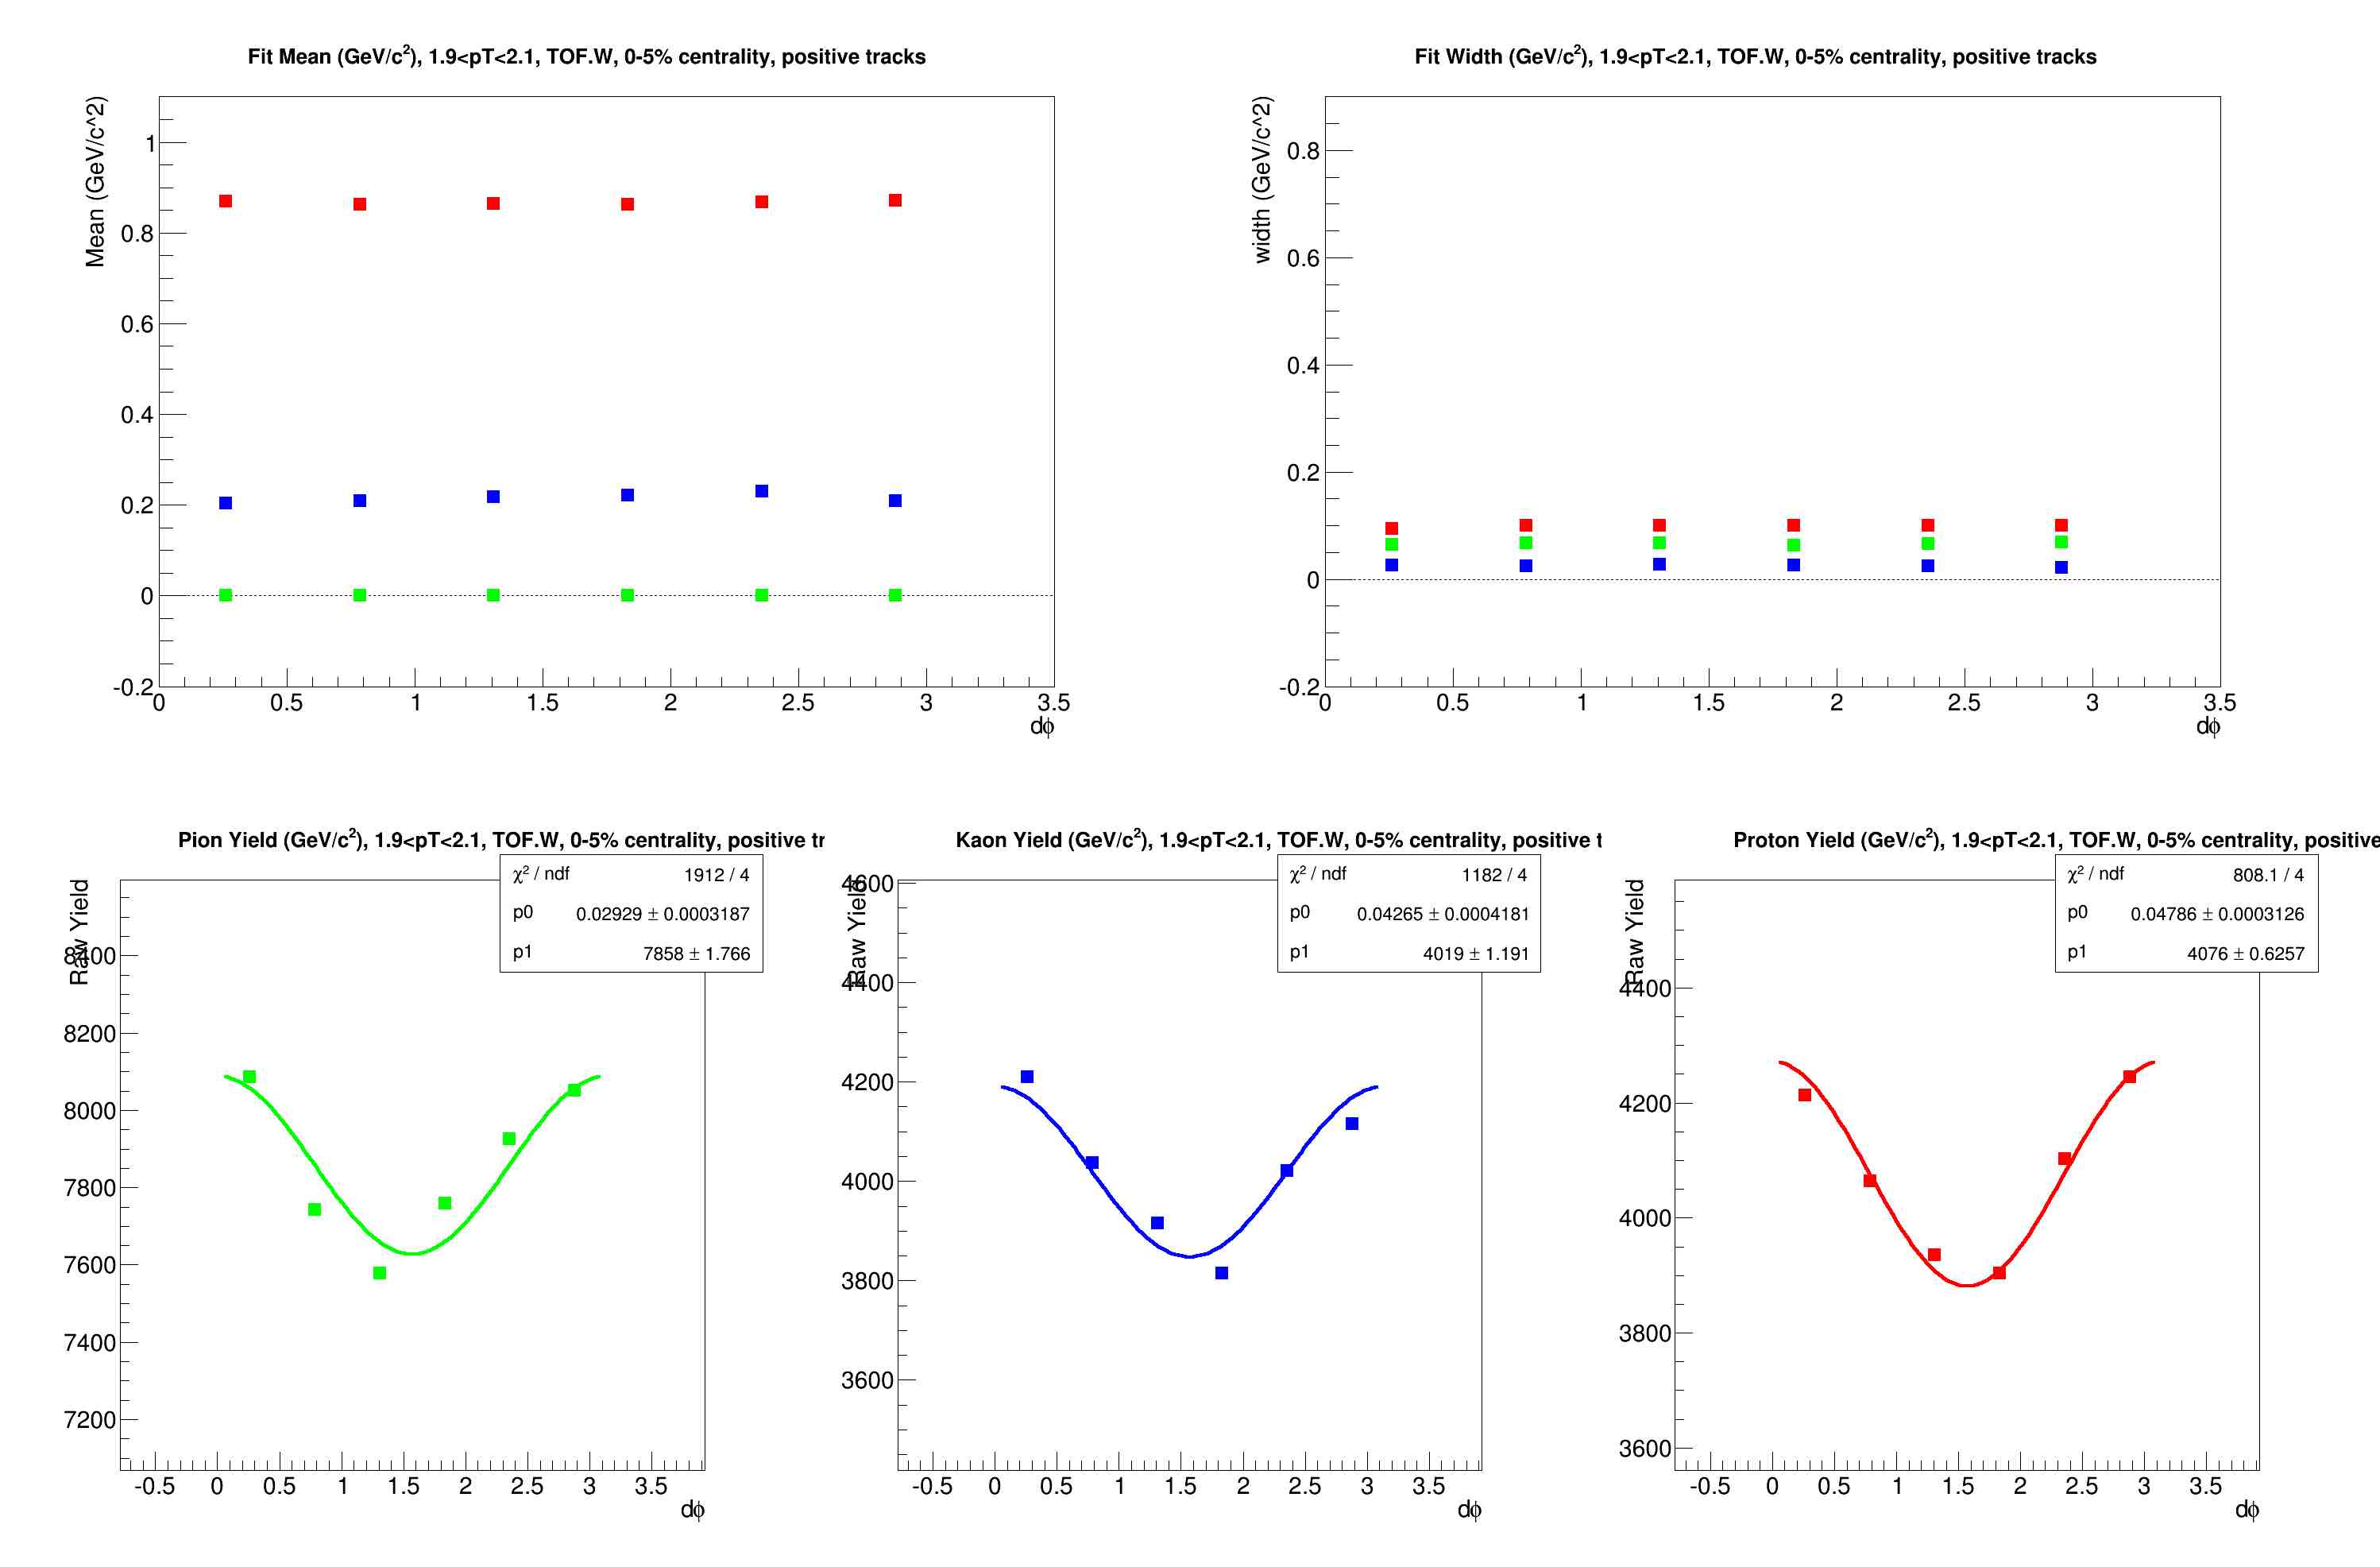 Fit Mean (GeV/c²), 1.9<pT<2.1, TOF.W, 0-5% centrality, positive tracks
Mean (GeV/c^2)
1
0.8
0.6
0.4
0.2
0
-0.2
0 0.5 1 1.5 2 2.5 3 3.5
dϕ
Fit Width (GeV/c²), 1.9<pT<2.1, TOF.W, 0-5% centrality, positive tracks
width (GeV/c^2)
0.8
0.6
0.4
0.2
0
-0.2
0 0.5 1 1.5 2 2.5 3 3.5
dϕ
Pion Yield (GeV/c²), 1.9<pT<2.1, TOF.W, 0-5% centrality, positive tr
χ² / ndf 1912 / 4
p0 0.02929 ± 0.0003187
p1 7858 ± 1.766
Raw Yield
8400
8200
8000
7800
7600
7400
7200
-0.5 0 0.5 1 1.5 2 2.5 3 3.5
dϕ
Kaon Yield (GeV/c²), 1.9<pT<2.1, TOF.W, 0-5% centrality, positive t
χ² / ndf 1182 / 4
p0 0.04265 ± 0.0004181
p1 4019 ± 1.191
Raw Yield
4600
4400
4200
4000
3800
3600
-0.5 0 0.5 1 1.5 2 2.5 3 3.5
dϕ
Proton Yield (GeV/c²), 1.9<pT<2.1, TOF.W, 0-5% centrality, positive
χ² / ndf 808.1 / 4
p0 0.04786 ± 0.0003126
p1 4076 ± 0.6257
Raw Yield
4400
4200
4000
3800
3600
-0.5 0 0.5 1 1.5 2 2.5 3 3.5
dϕ